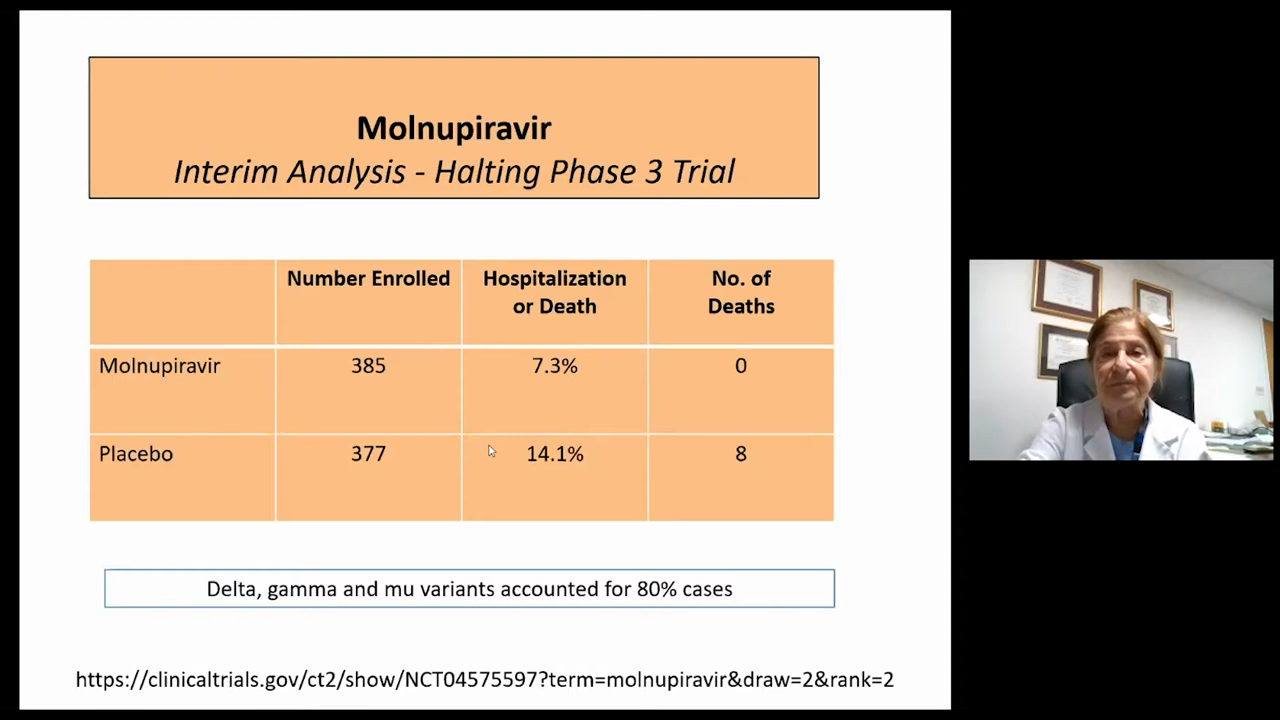 Molnupiravir
Interim Analysis - Halting Phase 3 Trial
Number Enrolled
Hospitalization
or Death
No. of
Deaths
Molnupiravir
385
7.3%
0
Placebo
377
14.1%
8
Delta, gamma and mu variants accounted for 80% cases
https://clinicaltrials.gov/ct2/show/NCT04575597?term=molnupiravir&draw=2&rank=2